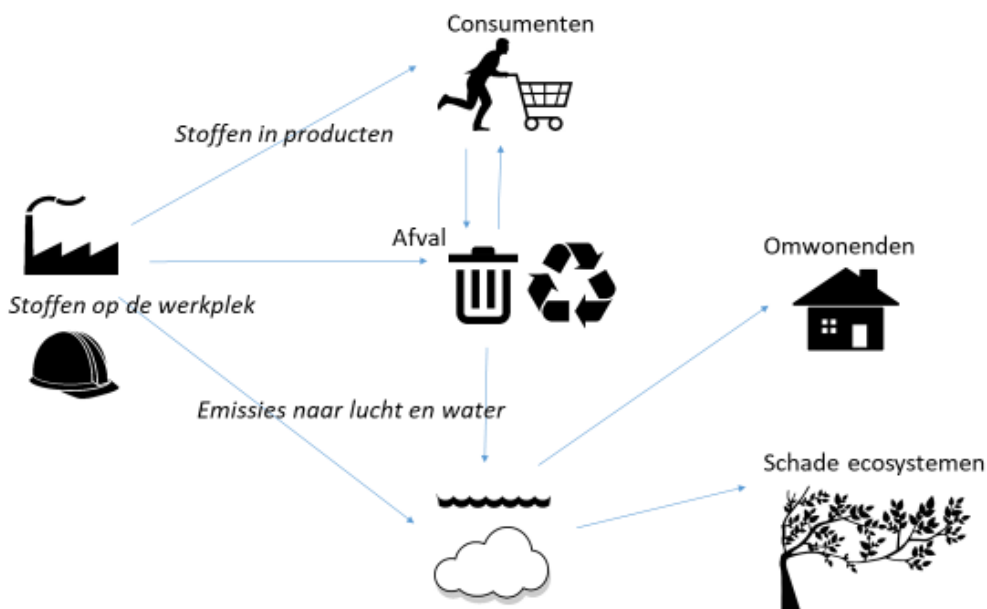 Consumenten
Stoffen in producten
Afval
Omwonenden
Stoffen op de werkplek
Emissies naar lucht en water
Schade ecosystemen